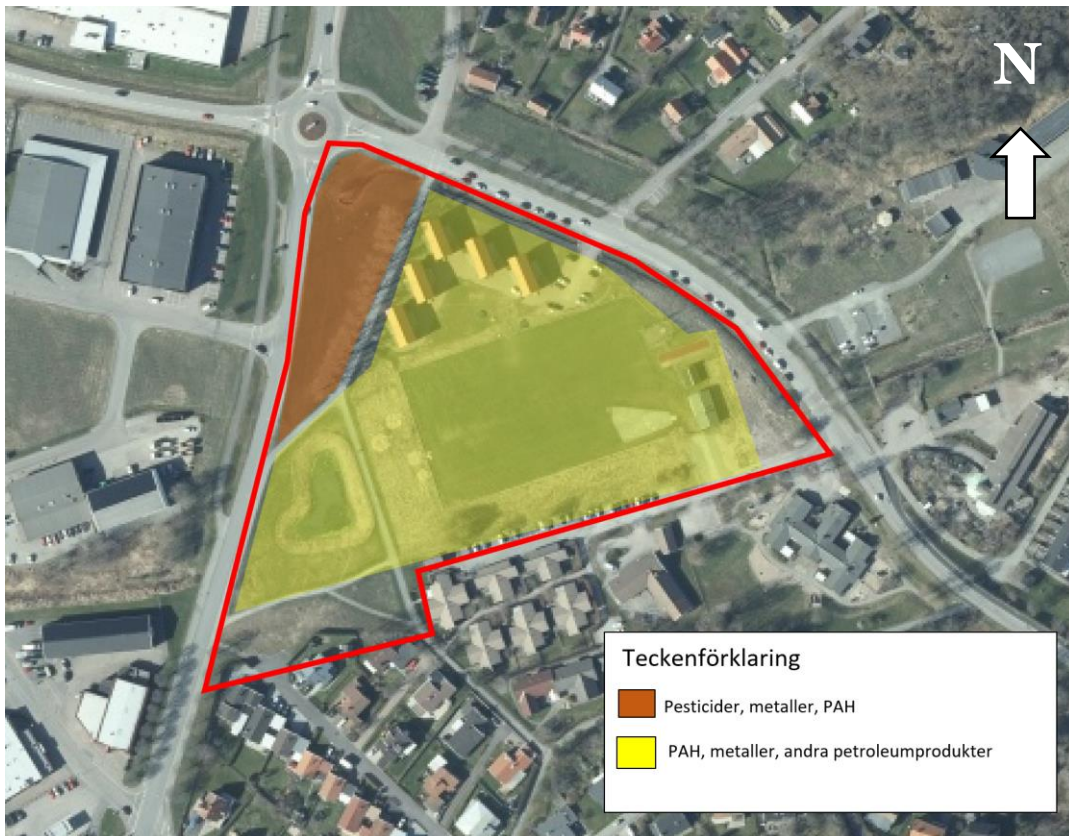 N
Teckenförklaring
Pesticider, metaller, PAH
PAH, metaller, andra petroleumprodukter